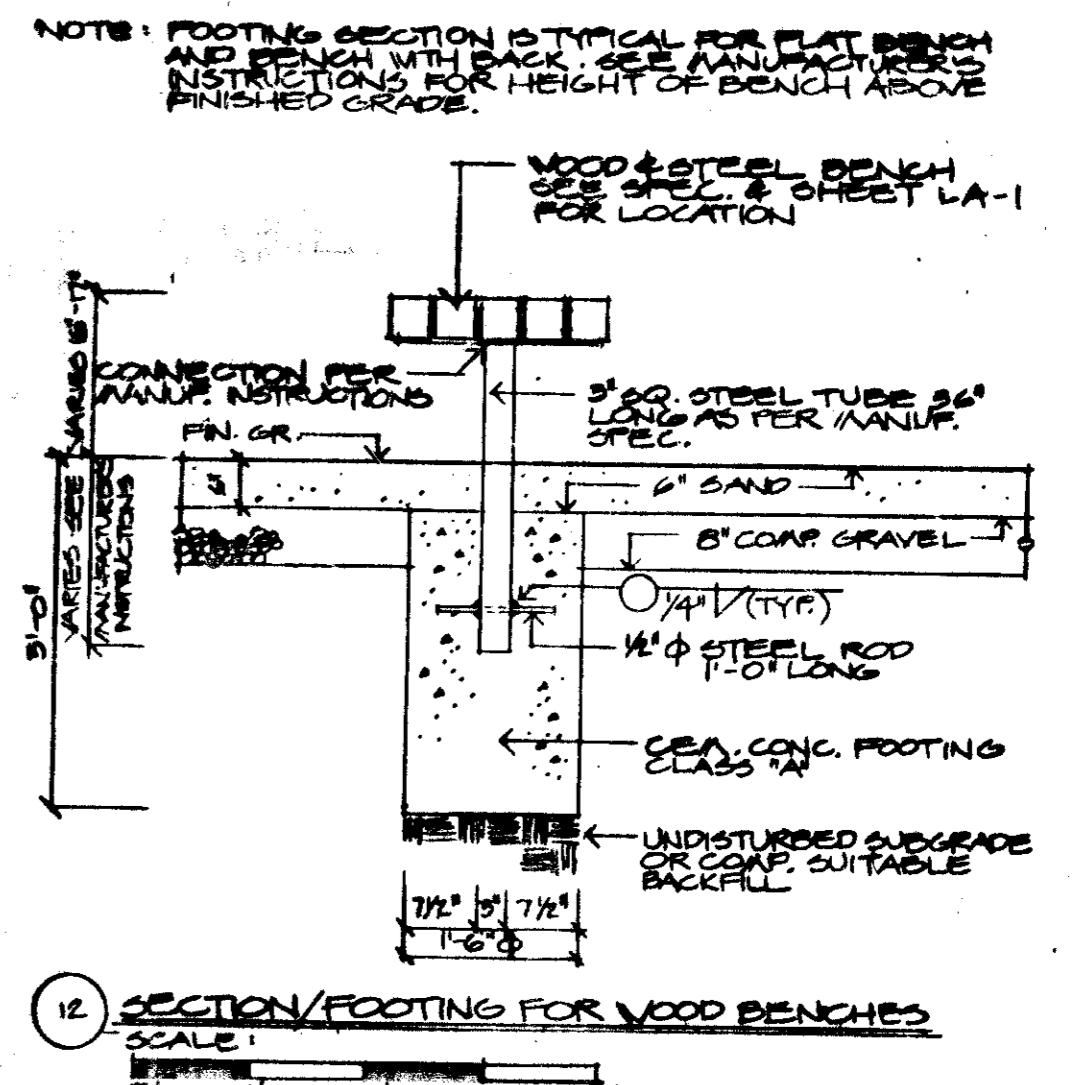 NOTE: FOOTING SECTION IS TYPICAL FOR FLAT BENCH
AND BENCH WITH BACK. SEE MANUFACTURER'S
INSTRUCTIONS FOR HEIGHT OF BENCH ABOVE
FINISHED GRADE.
WOOD & STEEL BENCH
SEE SPEC. & SHEET LA-1
FOR LOCATION
VARIES
CONNECTION PER
MANUF. INSTRUCTIONS
3" SQ. STEEL TUBE 36"
LONG AS PER MANUF.
SPEC.
FIN. GR.
6"
6" SAND
8" COMP. GRAVEL
3'-0"
VARIES SEE
MANUFACTURERS
INSTRUCTIONS
1/4" (TYP.)
1/2" Φ STEEL ROD
1'-0" LONG
CEM. CONC. FOOTING
CLASS "A"
UNDISTURBED SUBGRADE
OR COMP. SUITABLE
BACKFILL
7 1/2" 3" 7 1/2"
1'-6" Φ
12 SECTION/FOOTING FOR WOOD BENCHES
SCALE: